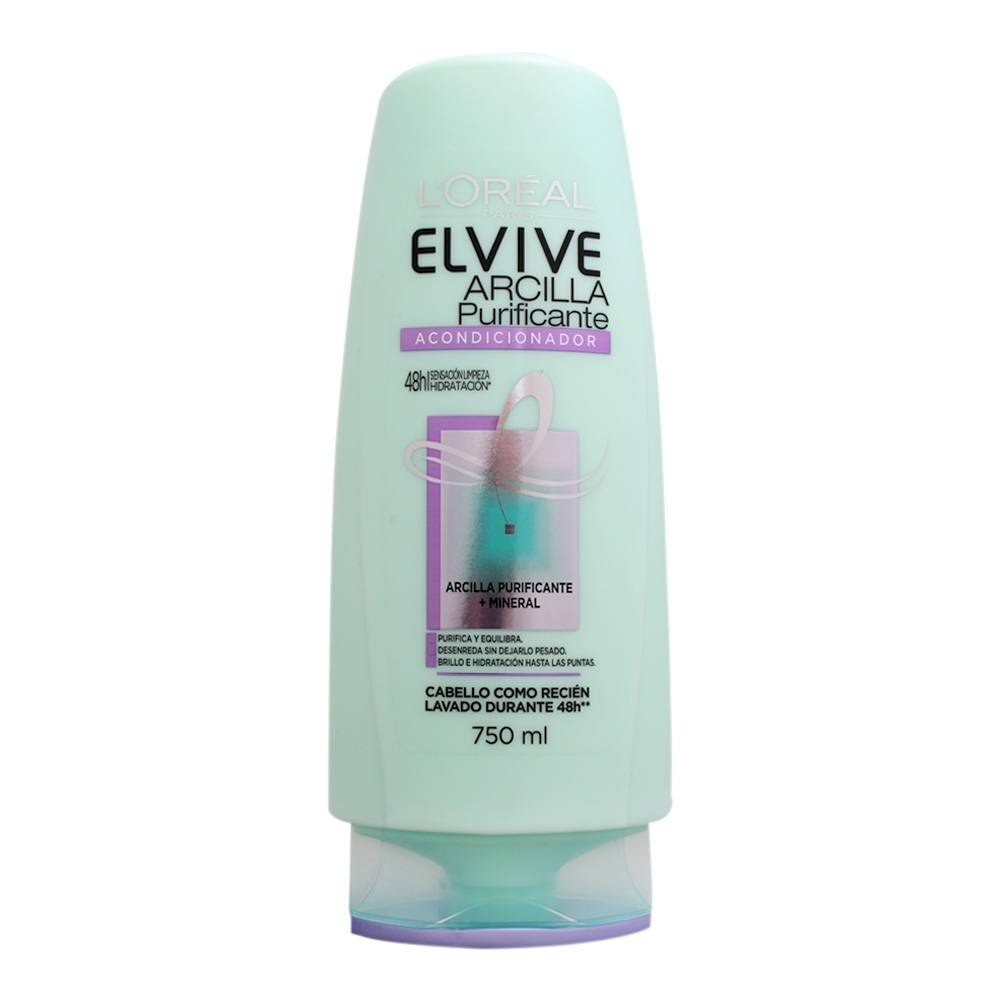 L'ORÉAL
PARIS
ELVIVE
ARCILLA
Purificante
ACONDICIONADOR
48h SENSACIÓN LIMPIEZA
HIDRATACIÓN*
ARCILLA PURIFICANTE
+ MINERAL
PURIFICA Y EQUILIBRA.
DESENREDA SIN DEJARLO PESADO.
BRILLO E HIDRATACIÓN HASTA LAS PUNTAS.
CABELLO COMO RECIÉN
LAVADO DURANTE 48h**
750 ml